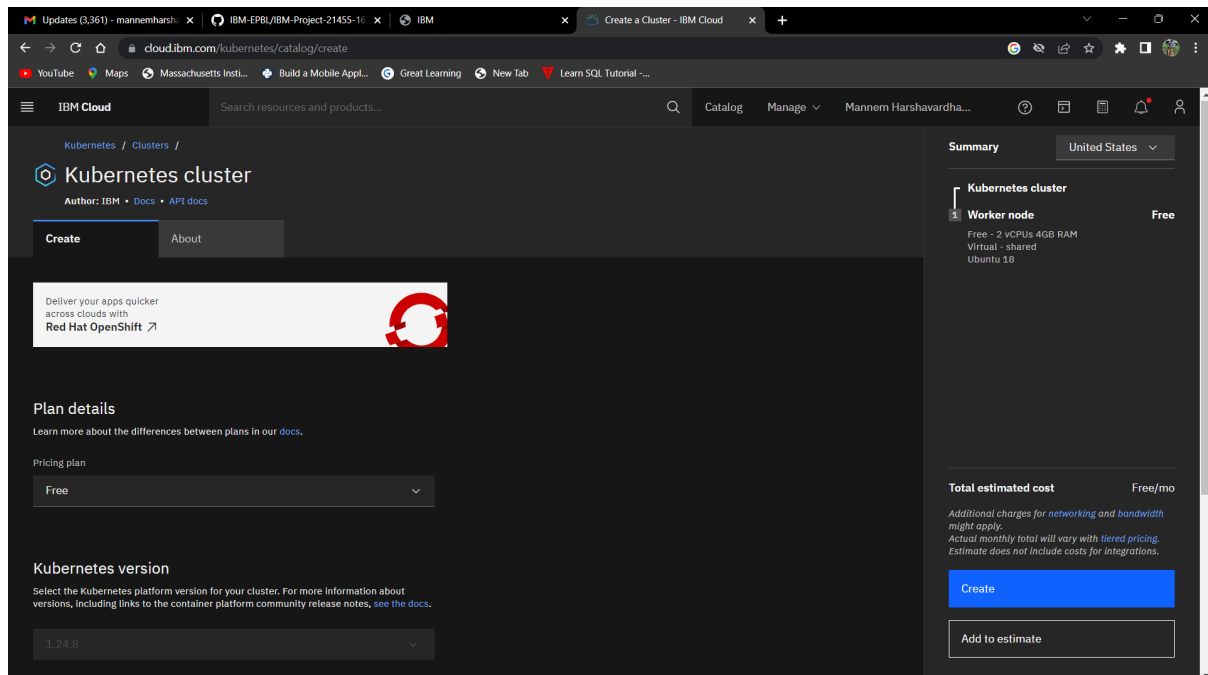 Updates (3,361) - mannemharsha
IBM-EPBL/IBM-Project-21455-16
IBM
Create a Cluster - IBM Cloud
cloud.ibm.com/kubernetes/catalog/create
YouTube
Maps
Massachusetts Insti...
Build a Mobile Appl...
Great Learning
New Tab
Learn SQL Tutorial -...
IBM Cloud
Search resources and products...
Catalog
Manage
Mannem Harshavardha...
Kubernetes / Clusters /
Kubernetes cluster
Author: IBM • Docs • API docs
Create
About
Deliver your apps quicker
across clouds with
Red Hat OpenShift
Plan details
Learn more about the differences between plans in our docs.
Pricing plan
Free
Kubernetes version
Select the Kubernetes platform version for your cluster. For more information about
versions, including links to the container platform community release notes, see the docs.
1.24.8
Summary
United States
Kubernetes cluster
1 Worker node Free
Free - 2 vCPUs 4GB RAM
Virtual - shared
Ubuntu 18
Total estimated cost Free/mo
Additional charges for networking and bandwidth
might apply.
Actual monthly total will vary with tiered pricing.
Estimate does not include costs for integrations.
Create
Add to estimate